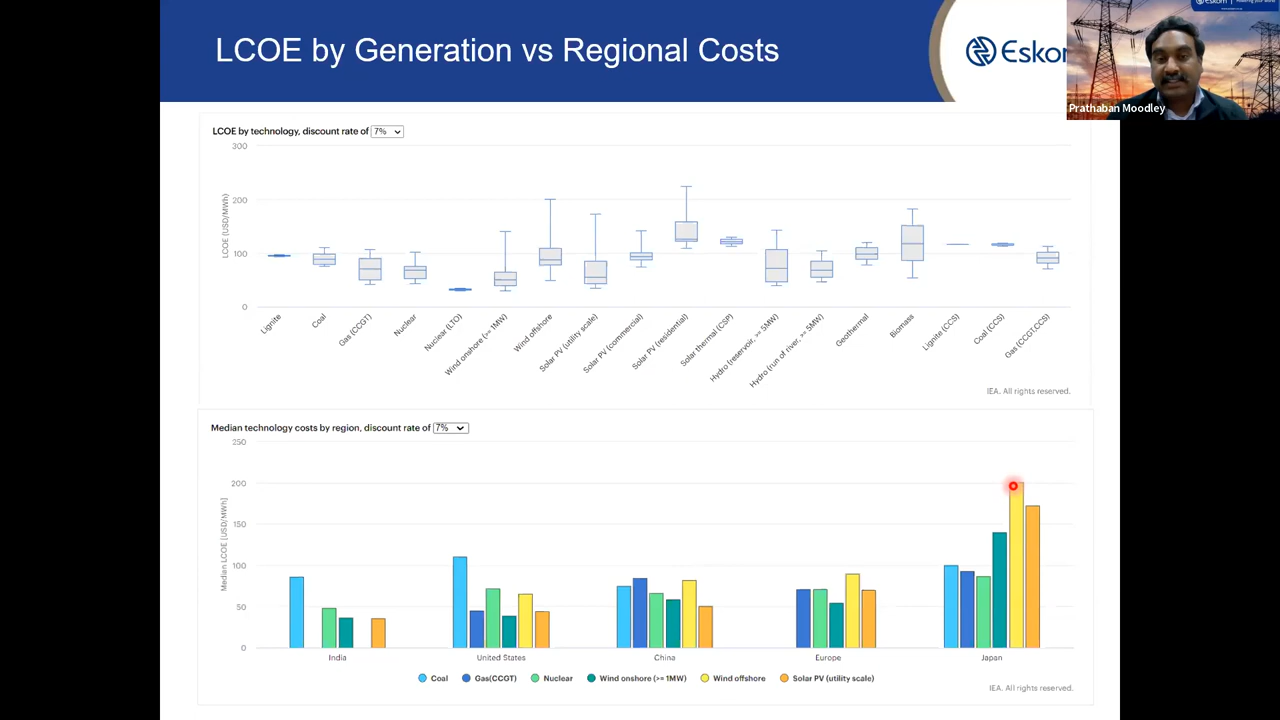 LCOE by Generation vs Regional Costs
Eskom
Prathaban Moodley
LCOE by technology, discount rate of 7%
300
200
100
0
LCOE (USD/MWh)
Lignite
Coal
Gas (CCGT)
Nuclear
Nuclear (LTO)
Wind onshore (>= 1MW)
Wind offshore
Solar PV (utility scale)
Solar PV (commercial)
Solar PV (residential)
Solar thermal (CSP)
Hydro (reservoir, >= 5MW)
Hydro (run of river, >= 5MW)
Geothermal
Biomass
Lignite (CCS)
Coal (CCS)
Gas (CCGT, CCS)
IEA. All rights reserved.
Median technology costs by region, discount rate of 7%
250
200
150
100
50
0
Median LCOE [USD/MWh]
India United States China Europe Japan
Coal Gas(CCGT) Nuclear Wind onshore (>= 1MW) Wind offshore Solar PV (utility scale)
IEA. All rights reserved.